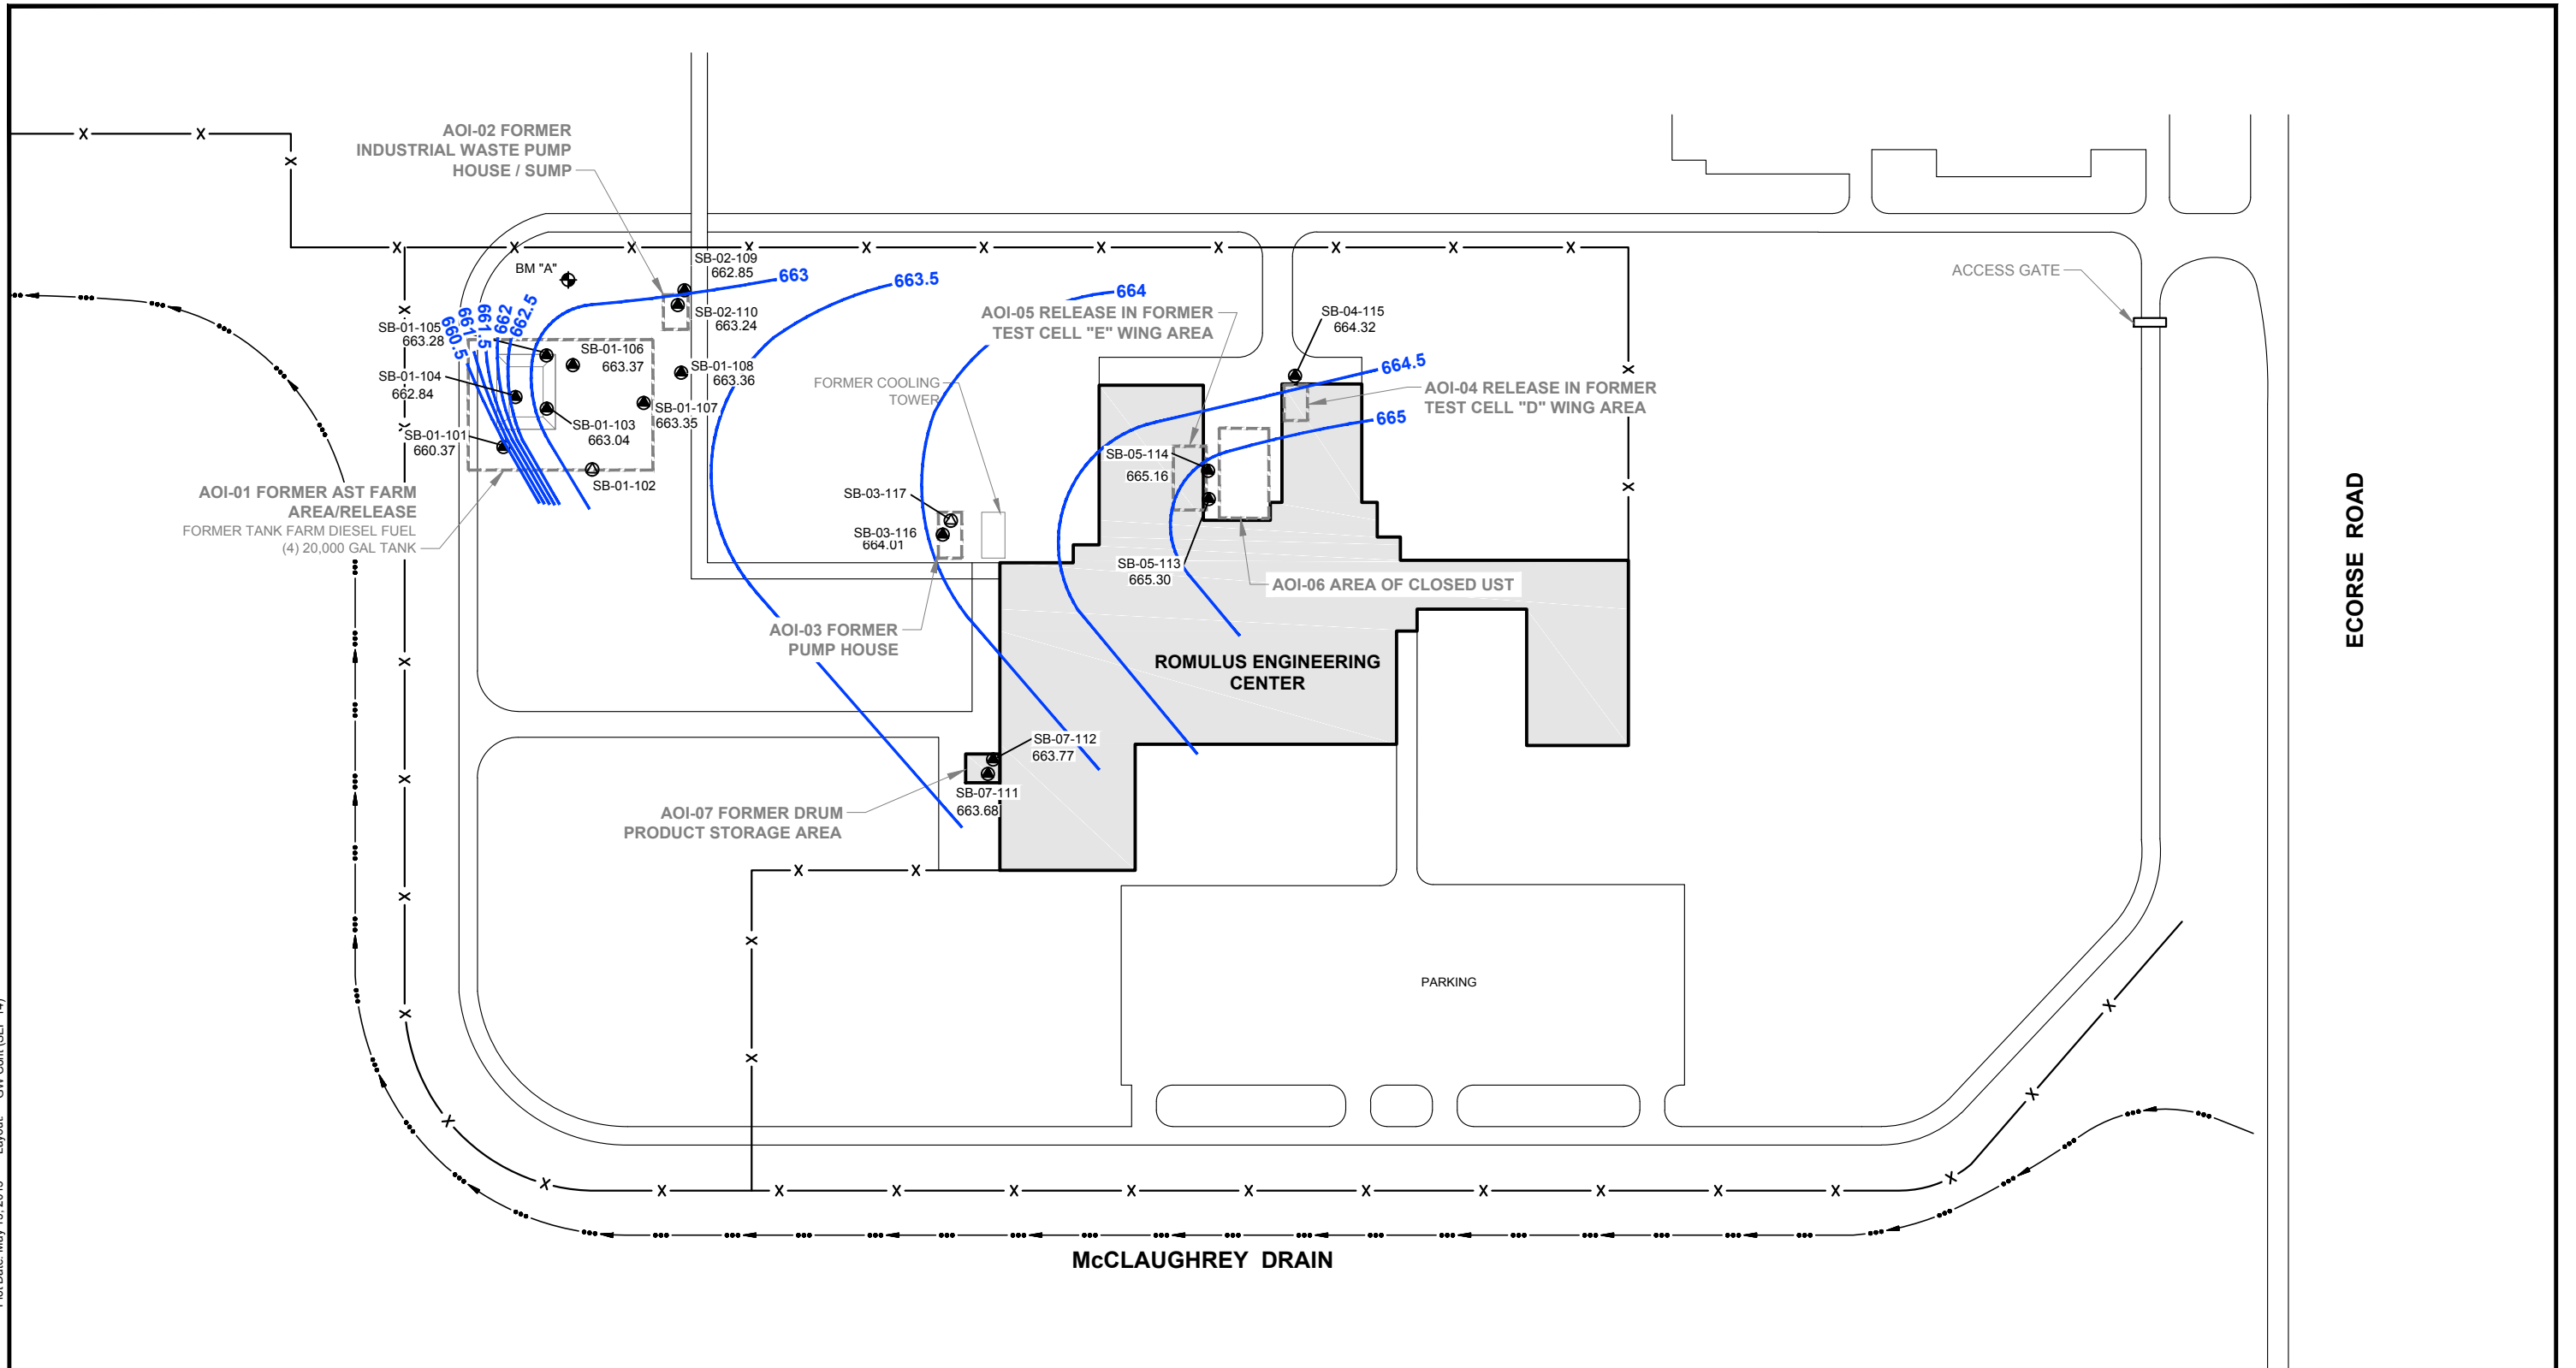 AOI-02 FORMER
INDUSTRIAL WASTE PUMP
HOUSE / SUMP
BM "A"
SB-02-109
662.85
663
663.5
664
SB-02-110
663.24
AOI-05 RELEASE IN FORMER
TEST CELL "E" WING AREA
SB-04-115
664.32
ACCESS GATE
660.5
661
661.5
662
662.5
SB-01-105
663.28
SB-01-106
663.37
SB-01-108
663.36
SB-01-104
662.84
SB-01-107
663.35
SB-01-103
663.04
SB-01-101
660.37
SB-01-102
FORMER COOLING
TOWER
664.5
AOI-04 RELEASE IN FORMER
TEST CELL "D" WING AREA
665
SB-05-114
665.16
AOI-01 FORMER AST FARM
AREA/RELEASE
FORMER TANK FARM DIESEL FUEL
(4) 20,000 GAL TANK
SB-03-117
SB-03-116
664.01
SB-05-113
665.30
AOI-06 AREA OF CLOSED UST
AOI-03 FORMER
PUMP HOUSE
ROMULUS ENGINEERING
CENTER
ECORSE ROAD
SB-07-112
663.77
SB-07-111
663.68
AOI-07 FORMER DRUM
PRODUCT STORAGE AREA
PARKING
McCLAUGHREY DRAIN